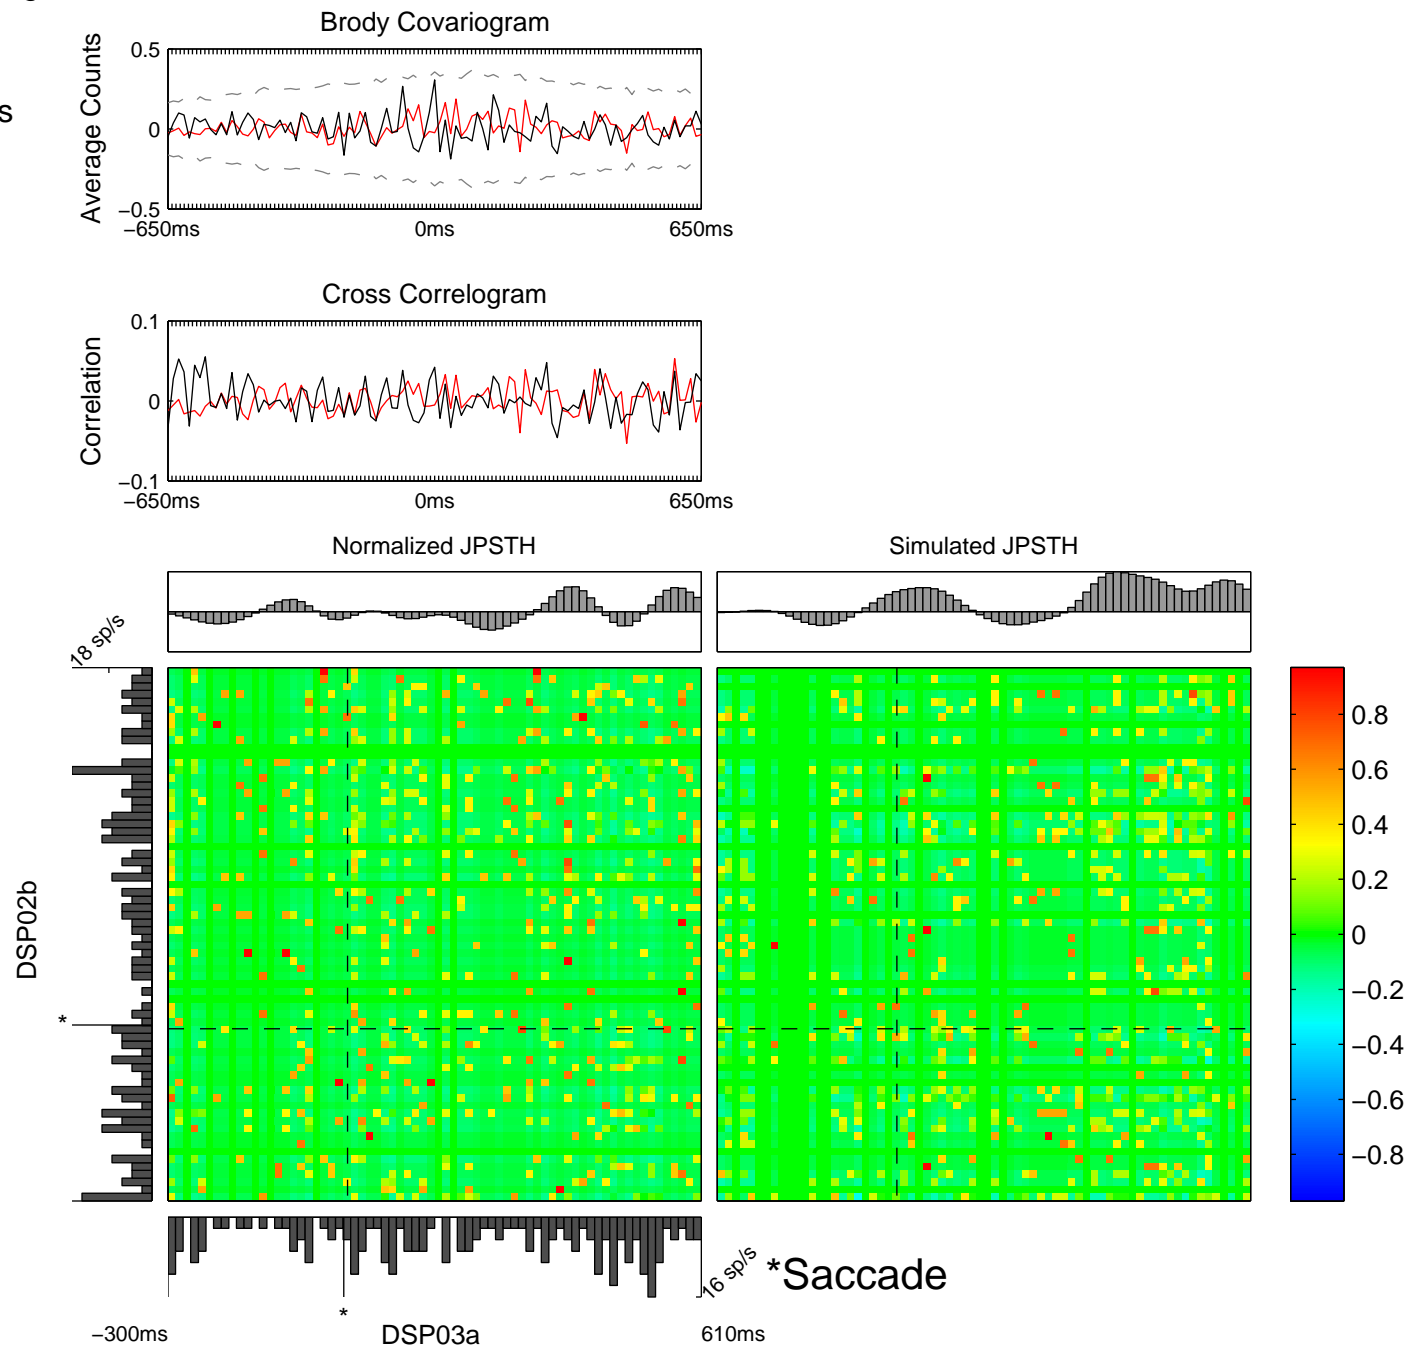 Brody Covariogram
Average Counts
0.5
0
−0.5
−650ms 0ms 650ms
s
Cross Correlogram
Correlation
0.1
0
−0.1
−650ms 0ms 650ms
Normalized JPSTH
Simulated JPSTH
18 sp/s
DSP02b
*
0.8
0.6
0.4
0.2
0
−0.2
−0.4
−0.6
−0.8
16 sp/s
*Saccade
*
−300ms DSP03a 610ms